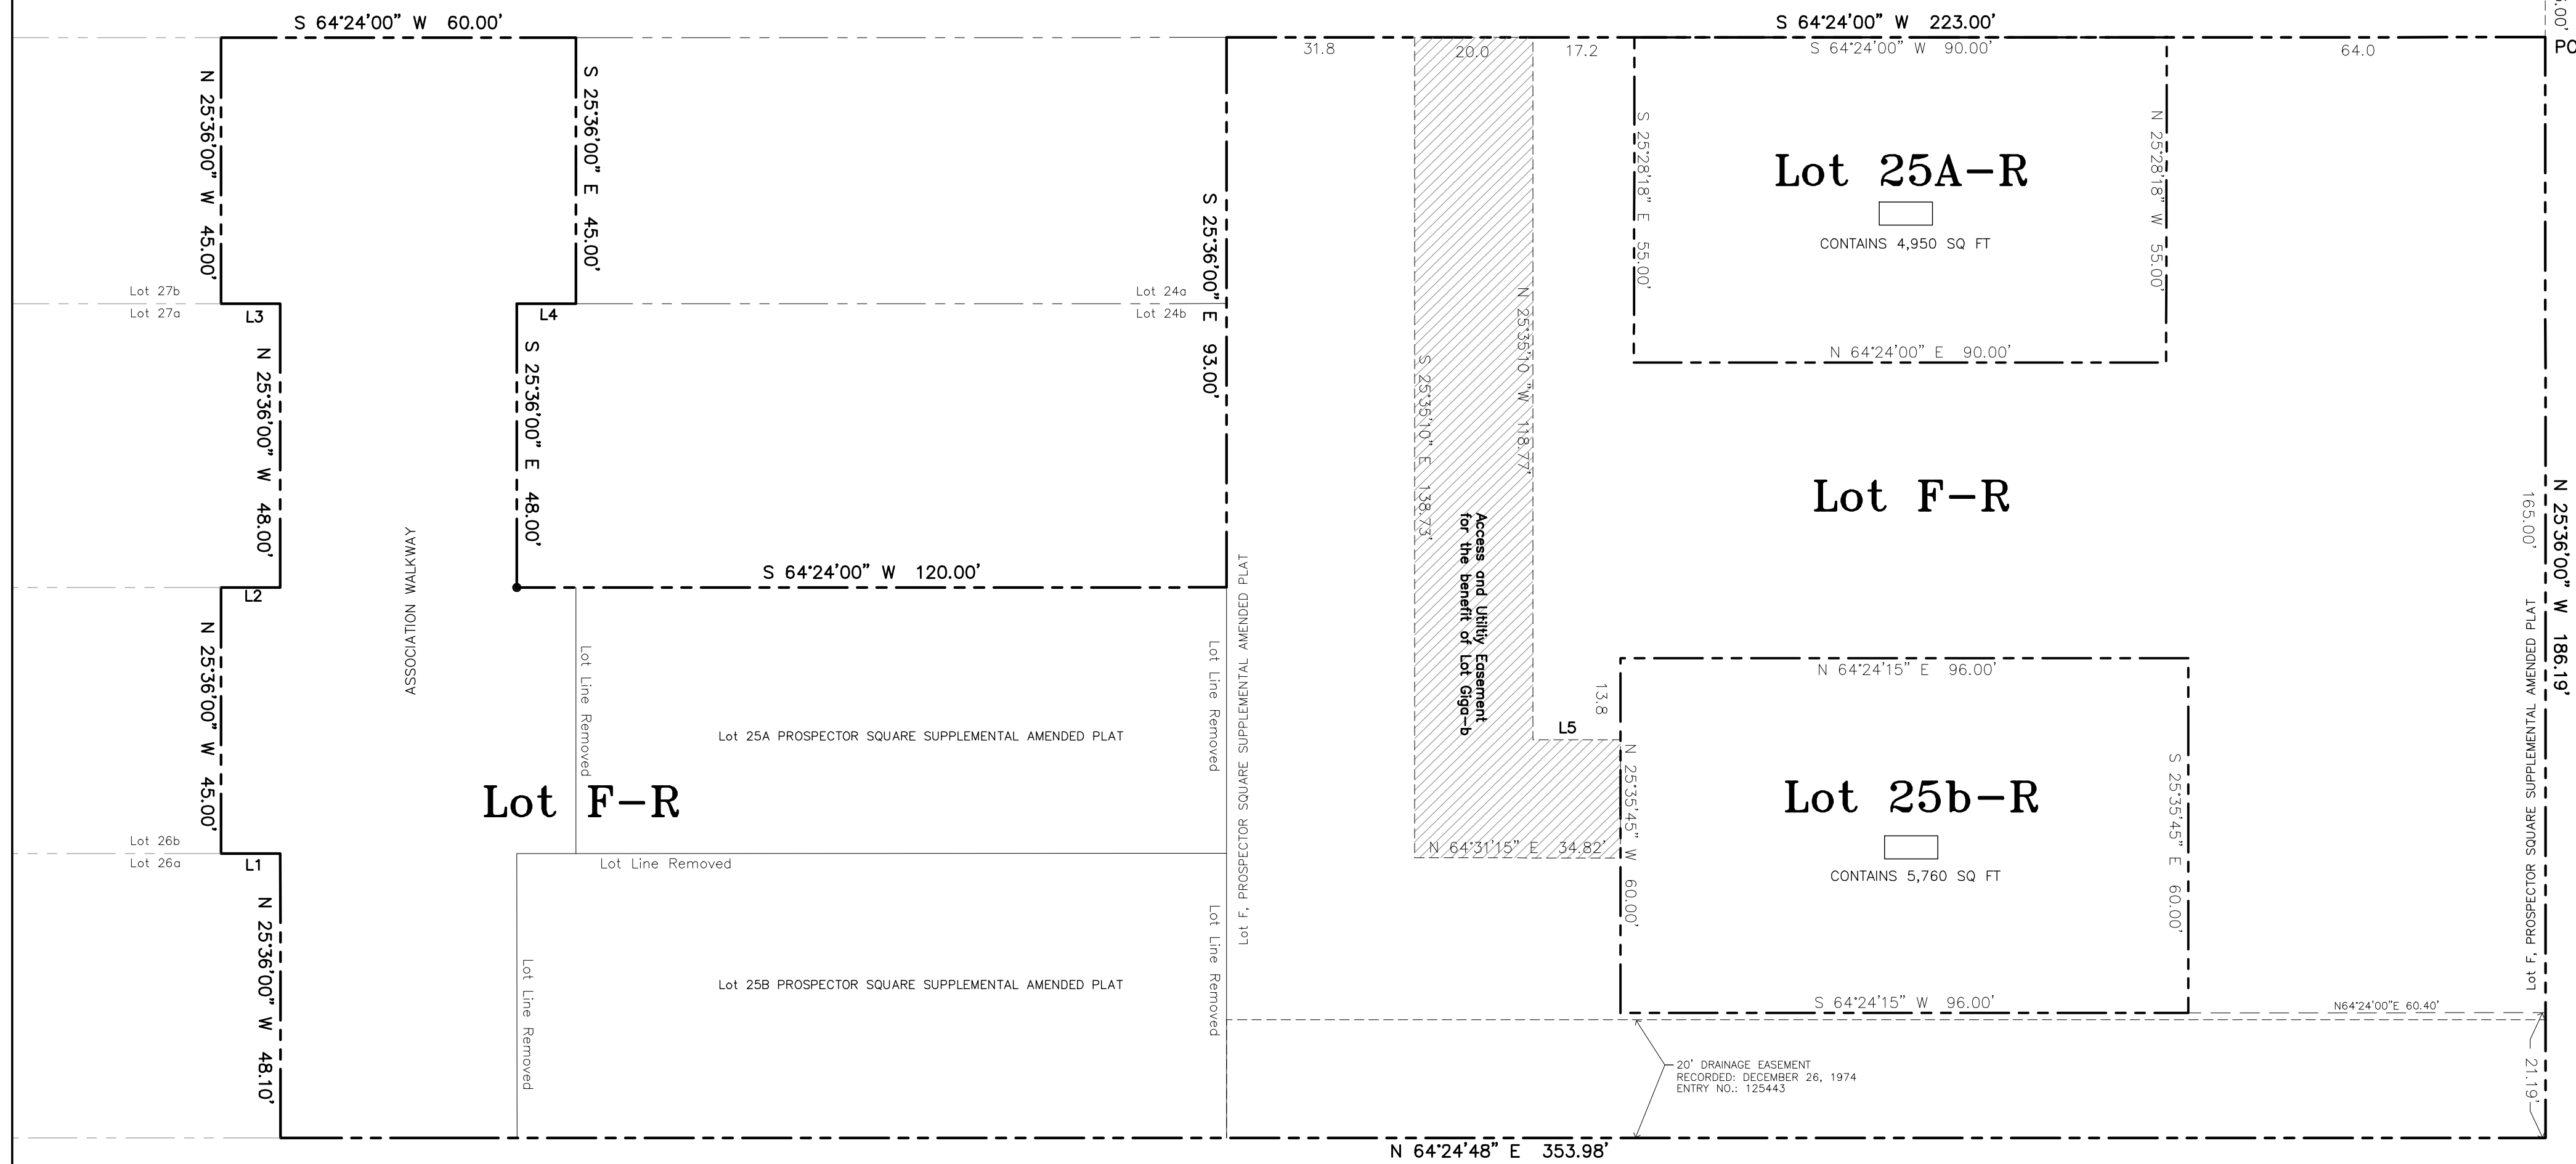 S 64°24'00" W 60.00'
S 64°24'00" W 223.00'
31.8
20.0
17.2
S 64°24'00" W 90.00'
64.0
N 25°36'00" W 45.00'
S 25°36'00" E 45.00'
S 25°36'00" E 93.00'
S 25°28'18" E 55.00'
N 25°28'18" W 55.00'
Lot 25A-R
CONTAINS 4,950 SQ FT
N 64°24'00" E 90.00'
Lot 27b
Lot 27a
L3
L4
Lot 24a
Lot 24b
N 25°36'00" W 48.00'
S 25°36'00" E 48.00'
S 25°35'10" E 138.73'
N 25°35'10 "W 118.77'
Lot F-R
165.00'
N 25°36'00" W 186.19'
Access and Utiltiy Easement
for the benefit of Lot Giga-b
ASSOCIATION WALKWAY
S 64°24'00" W 120.00'
L2
N 25°36'00" W 45.00'
Lot Line Removed
Lot Line Removed
Lot F, PROSPECTOR SQUARE SUPPLEMENTAL AMENDED PLAT
Lot 25A PROSPECTOR SQUARE SUPPLEMENTAL AMENDED PLAT
N 64°24'15" E 96.00'
13.8
L5
N 25°35'45" W 60.00'
S 25°35'45" E 60.00'
Lot 25b-R
CONTAINS 5,760 SQ FT
Lot F, PROSPECTOR SQUARE SUPPLEMENTAL AMENDED PLAT
Lot F-R
Lot 26b
Lot 26a
L1
Lot Line Removed
N 64°31'15" E 34.82'
N 25°36'00" W 48.10'
Lot Line Removed
Lot Line Removed
Lot 25B PROSPECTOR SQUARE SUPPLEMENTAL AMENDED PLAT
S 64°24'15" W 96.00'
N64°24'00"E 60.40'
20' DRAINAGE EASEMENT
RECORDED: DECEMBER 26, 1974
ENTRY NO.: 125443
21.19'
N 64°24'48" E 353.98'